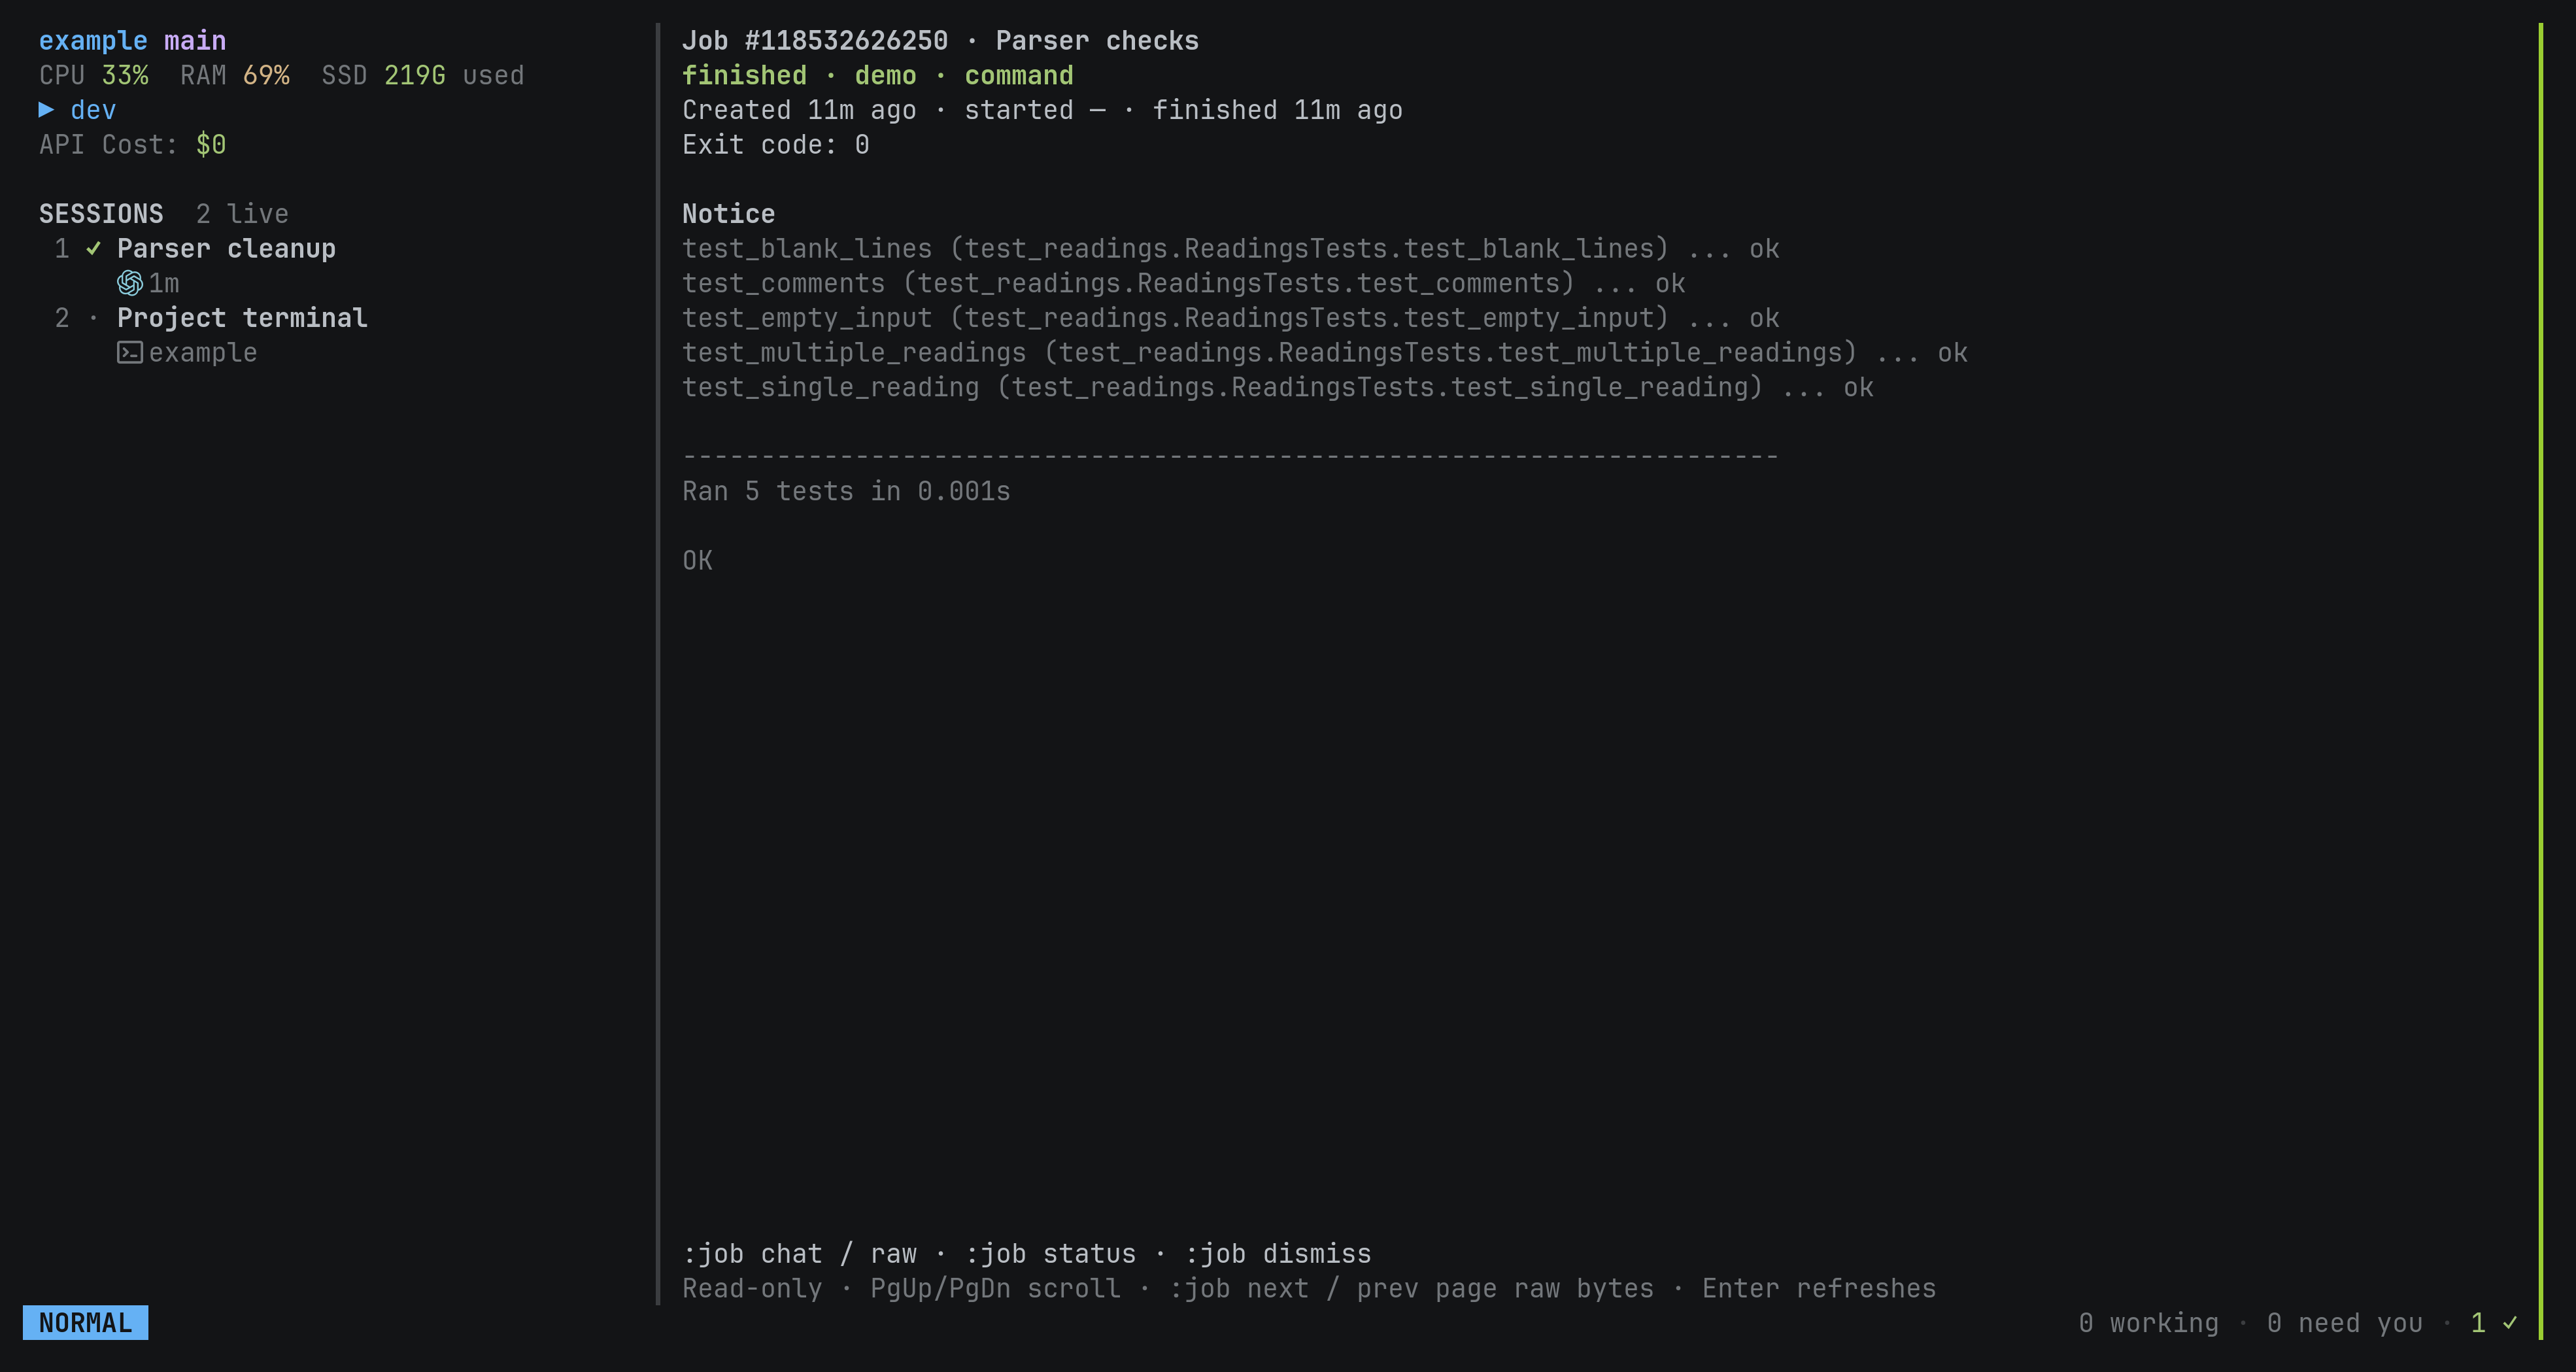 example main
CPU 33%  RAM 69%  SSD 219G used
▶ dev
API Cost: $0
SESSIONS  2 live
1 ✓ Parser cleanup
1m
2 · Project terminal
example
Job #118532626250 · Parser checks
finished · demo · command
Created 11m ago · started — · finished 11m ago
Exit code: 0
Notice
test_blank_lines (test_readings.ReadingsTests.test_blank_lines) ... ok
test_comments (test_readings.ReadingsTests.test_comments) ... ok
test_empty_input (test_readings.ReadingsTests.test_empty_input) ... ok
test_multiple_readings (test_readings.ReadingsTests.test_multiple_readings) ... ok
test_single_reading (test_readings.ReadingsTests.test_single_reading) ... ok
----------------------------------------------------------------------
Ran 5 tests in 0.001s
OK
:job chat / raw · :job status · :job dismiss
Read-only · PgUp/PgDn scroll · :job next / prev page raw bytes · Enter refreshes
NORMAL
0 working · 0 need you · 1 ✓